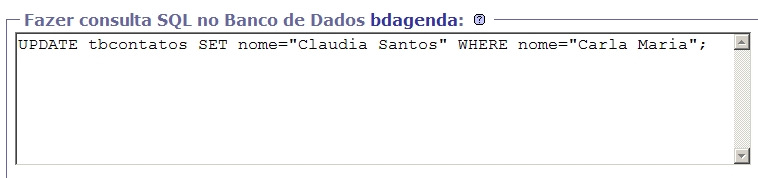 Fazer consulta SQL no Banco de Dados bdagenda:
UPDATE tbcontatos SET nome="Claudia Santos" WHERE nome="Carla Maria";